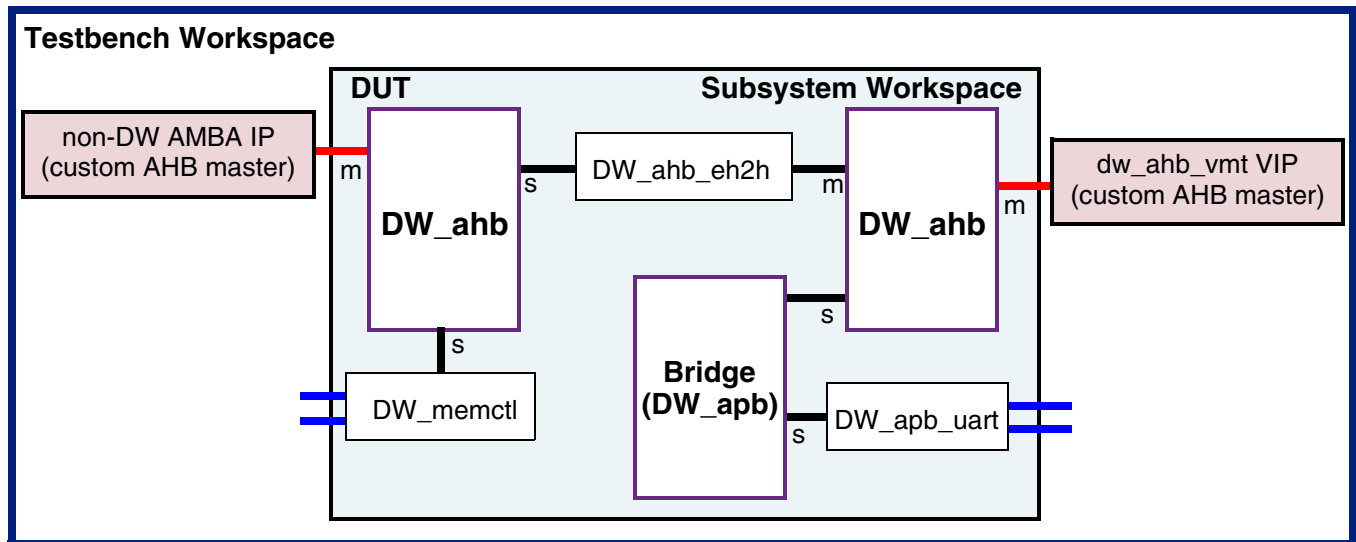 Testbench Workspace
DUT
Subsystem Workspace
non-DW AMBA IP
(custom AHB master)
m
DW_ahb
s
DW_ahb_eh2h
m
DW_ahb
m
dw_ahb_vmt VIP
(custom AHB master)
s
DW_memctl
s
Bridge
(DW_apb)
s
DW_apb_uart